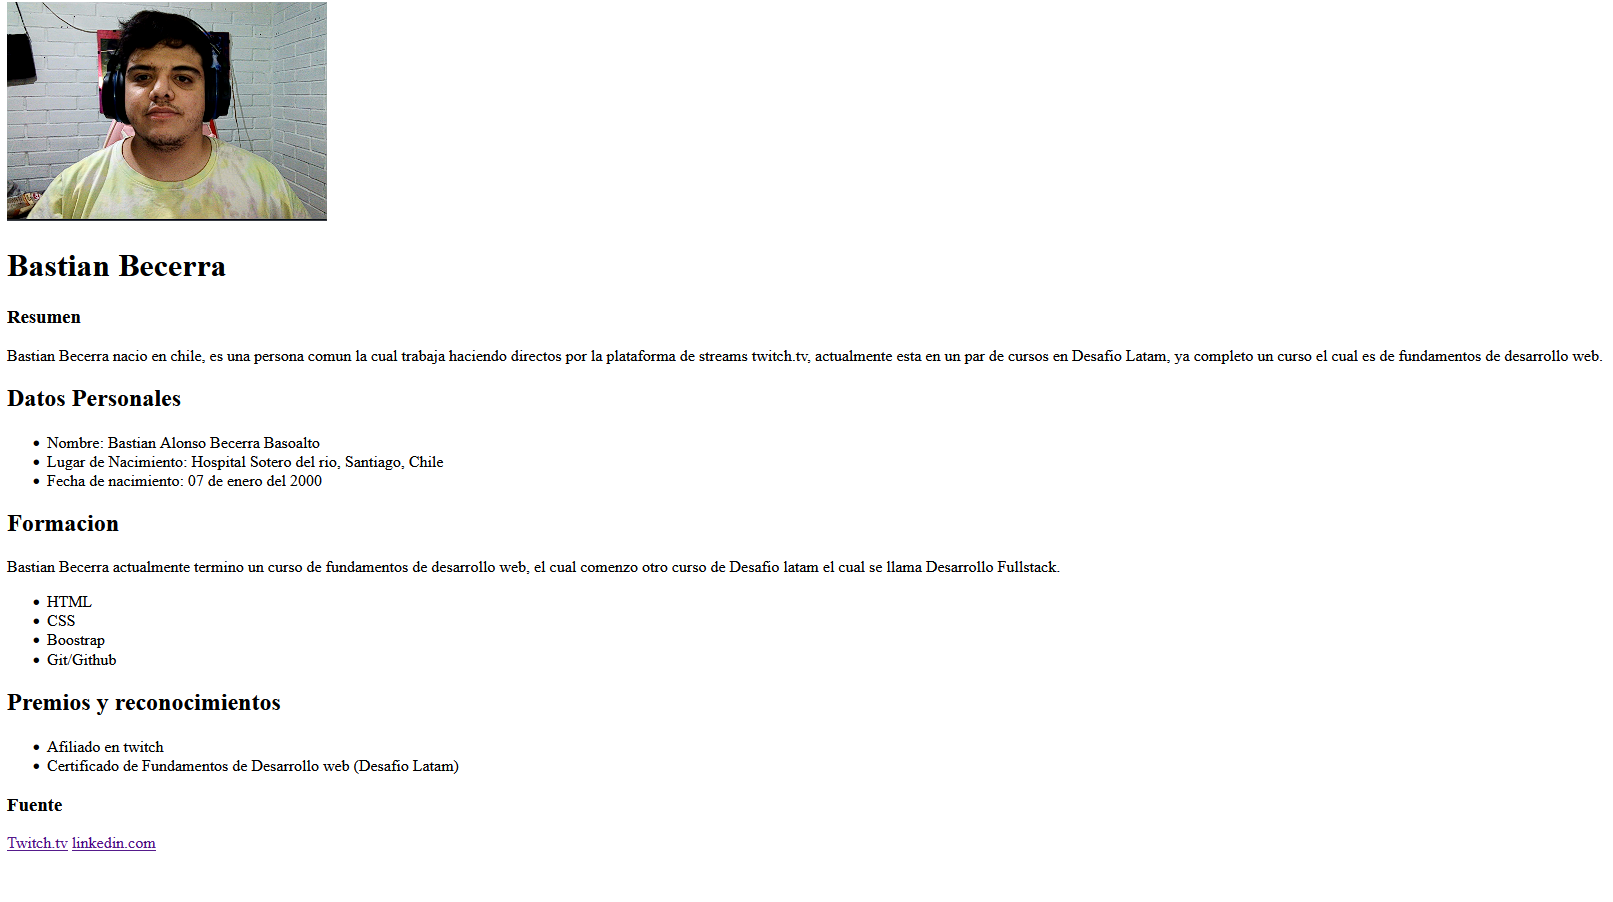 Bastian Becerra
Resumen
Bastian Becerra nacio en chile, es una persona comun la cual trabaja haciendo directos por la plataforma de streams twitch.tv, actualmente esta en un par de cursos en Desafio Latam, ya completo un curso el cual es de fundamentos de desarrollo web.
Datos Personales
• Nombre: Bastian Alonso Becerra Basoalto
• Lugar de Nacimiento: Hospital Sotero del rio, Santiago, Chile
• Fecha de nacimiento: 07 de enero del 2000
Formacion
Bastian Becerra actualmente termino un curso de fundamentos de desarrollo web, el cual comenzo otro curso de Desafio latam el cual se llama Desarrollo Fullstack.
• HTML
• CSS
• Boostrap
• Git/Github
Premios y reconocimientos
• Afiliado en twitch
• Certificado de Fundamentos de Desarrollo web (Desafio Latam)
Fuente
Twitch.tv linkedin.com